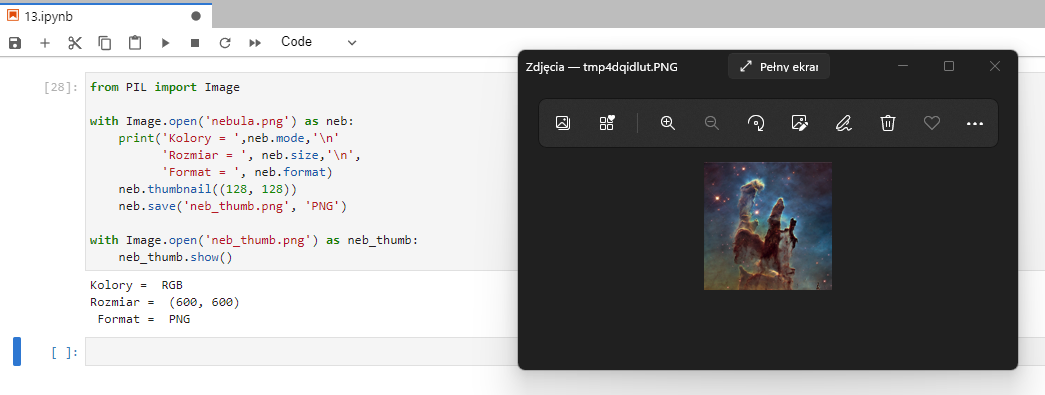 13.ipynb
Code
[28]:
from PIL import Image
with Image.open('nebula.png') as neb:
    print('Kolory = ',neb.mode,'\n'
          'Rozmiar = ', neb.size,'\n',
          'Format = ', neb.format)
    neb.thumbnail((128, 128))
    neb.save('neb_thumb.png', 'PNG')
with Image.open('neb_thumb.png') as neb_thumb:
    neb_thumb.show()
Kolory =  RGB
Rozmiar =  (600, 600)
 Format =  PNG
[ ]:
Zdjęcia — tmp4dqidlut.PNG
Pełny ekran